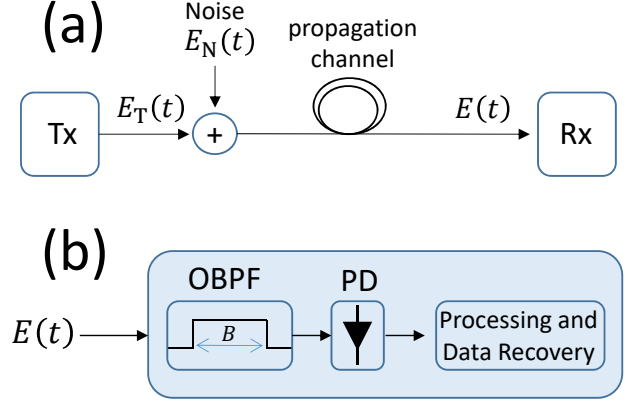 (a)
Noise
E_N(t)
propagation
channel
Tx
E_T(t)
+
E(t)
Rx
(b)
OBPF
PD
E(t)
B
Processing and
Data Recovery